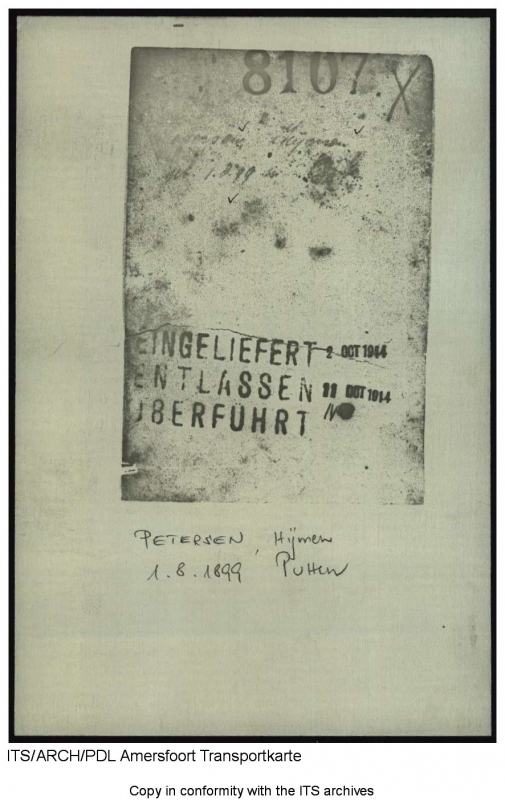 8107 X
Hymen
EINGELIEFERT 2 OCT 1944
ENTLASSEN 11 OCT 1944
ÜBERFÜHRT N
PETERSEN, Hijmen
1.8.1899 Putten
ITS/ARCH/PDL Amersfoort Transportkarte
Copy in conformity with the ITS archives